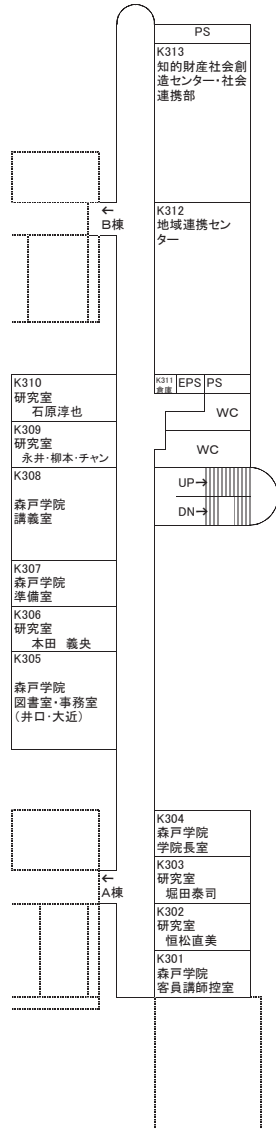 PS
K313
知的財産社会創
造センター・社会
連携部
←
B棟
K312
地域連携セン
ター
K310
研究室
石原淳也
K311
倉庫
EPS
PS
WC
K309
研究室
永井・柳本・チャン
WC
K308
森戸学院
講義室
UP→
DN→
K307
森戸学院
準備室
K306
研究室
本田 義央
K305
森戸学院
図書室・事務室
(井口・大近)
K304
森戸学院
学院長室
←
A棟
K303
研究室
堀田泰司
K302
研究室
恒松直美
K301
森戸学院
客員講師控室